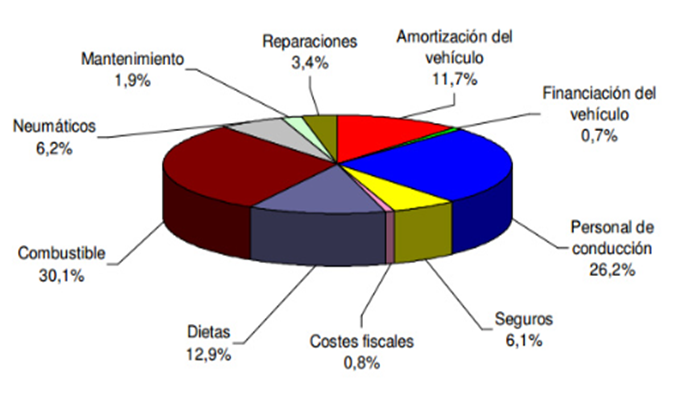 Reparaciones
3,4%
Amortización del
vehículo
11,7%
Mantenimiento
1,9%
Financiación del
vehículo
0,7%
Neumáticos
6,2%
Personal de
conducción
26,2%
Combustible
30,1%
Seguros
6,1%
Dietas
12,9%
Costes fiscales
0,8%